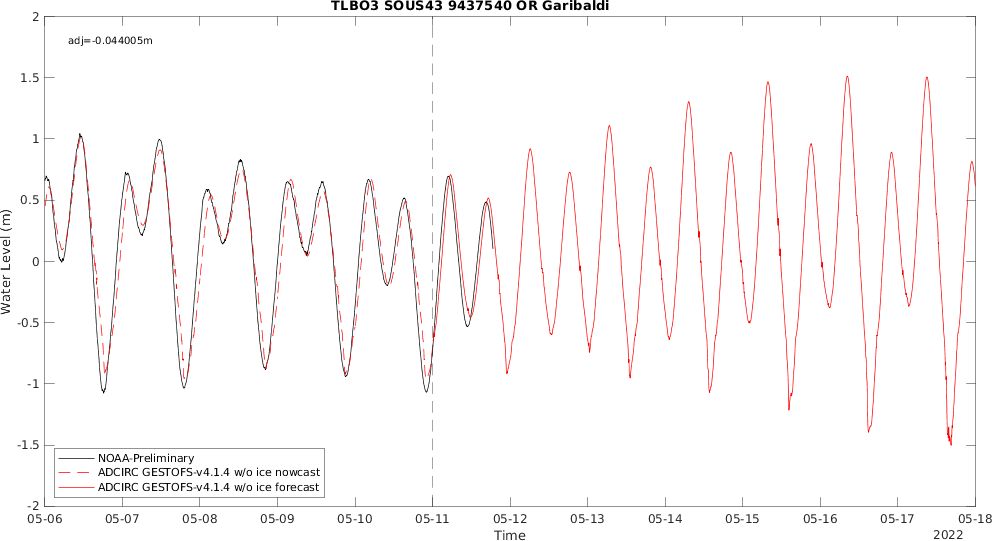 TLBO3 SOUS43 9437540 OR Garibaldi
adj=-0.044005m
2
1.5
1
0.5
0
-0.5
-1
-1.5
-2
Water Level (m)
NOAA-Preliminary
ADCIRC GESTOFS-v4.1.4 w/o ice nowcast
ADCIRC GESTOFS-v4.1.4 w/o ice forecast
05-06 05-07 05-08 05-09 05-10 05-11 05-12 05-13 05-14 05-15 05-16 05-17 05-18
Time
2022